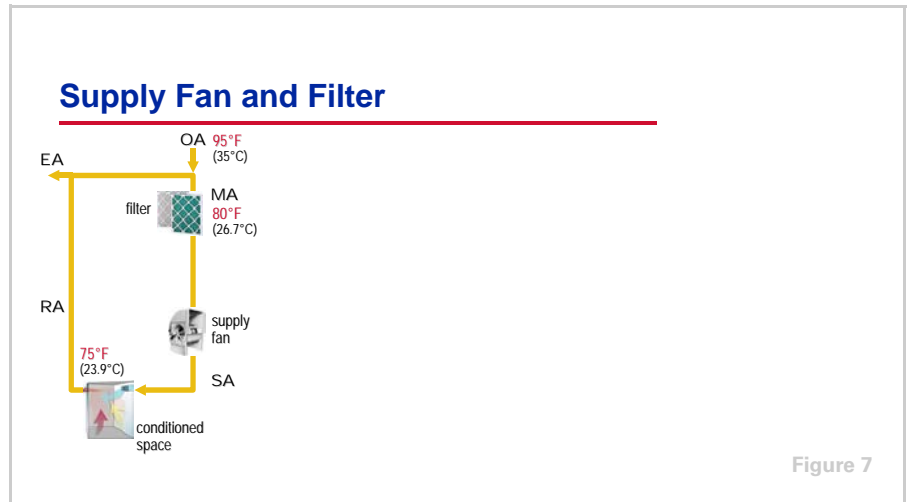 Supply Fan and Filter
OA 95°F
(35°C)
EA
MA
filter
80°F
(26.7°C)
RA
supply
fan
75°F
(23.9°C)
SA
conditioned
space
Figure 7